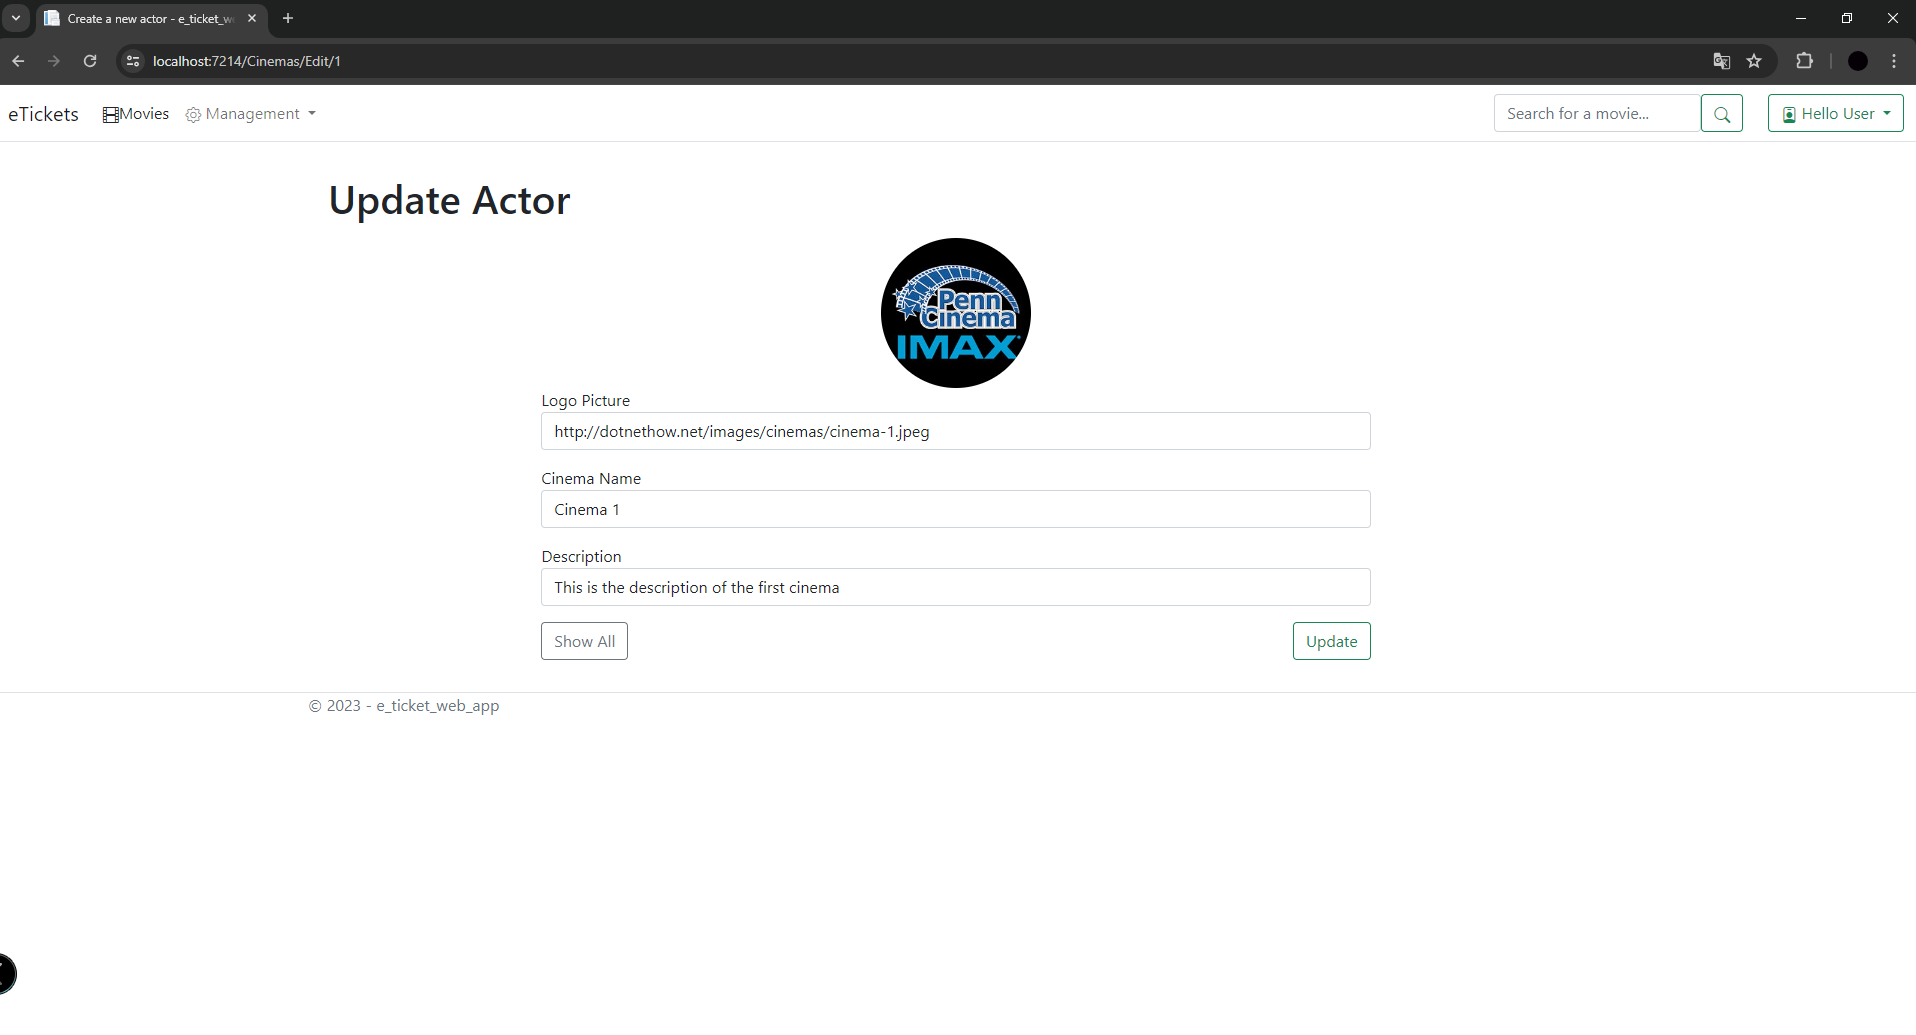 Create a new actor - e_ticket_w
localhost:7214/Cinemas/Edit/1
eTickets Movies Management Search for a movie... Hello User
Update Actor
Penn
Cinema
IMAX
Logo Picture
http://dotnethow.net/images/cinemas/cinema-1.jpeg
Cinema Name
Cinema 1
Description
This is the description of the first cinema
Show All Update
© 2023 - e_ticket_web_app